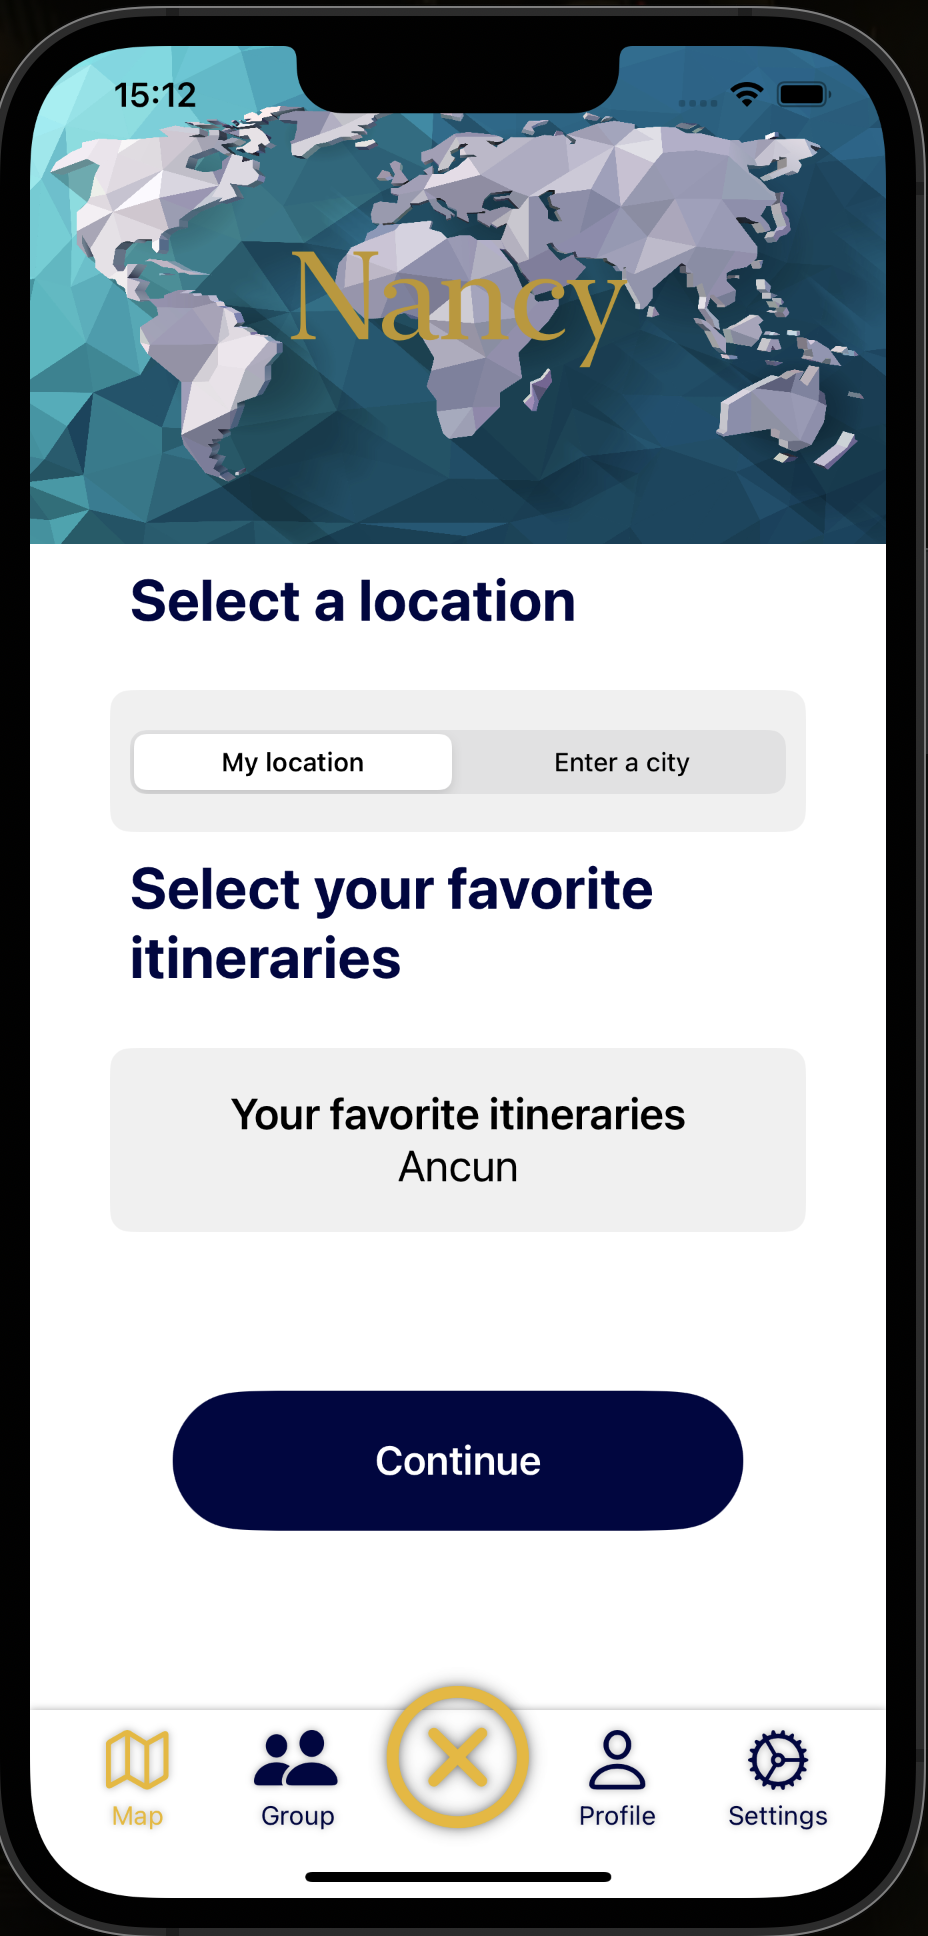 15:12
Nancy
Select a location
My location
Enter a city
Select your favorite
itineraries
Your favorite itineraries
Ancun
Continue
Map
Group
Profile
Settings